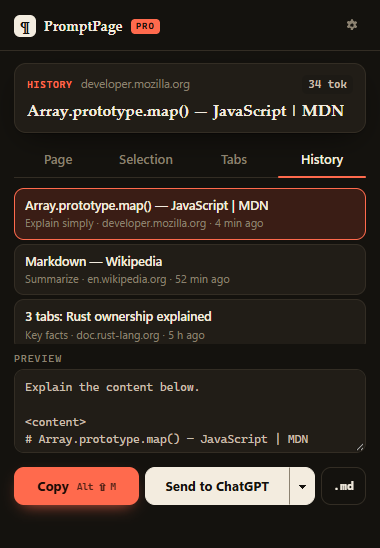 ¶ PromptPage PRO
HISTORY developer.mozilla.org 34 tok
Array.prototype.map() — JavaScript | MDN
Page Selection Tabs History
Array.prototype.map() — JavaScript | MDN
Explain simply · developer.mozilla.org · 4 min ago
Markdown — Wikipedia
Summarize · en.wikipedia.org · 52 min ago
3 tabs: Rust ownership explained
Key facts · doc.rust-lang.org · 5 h ago
PREVIEW
Explain the content below.
<content>
# Array.prototype.map() — JavaScript | MDN
Copy Alt ⇧ M Send to ChatGPT .md